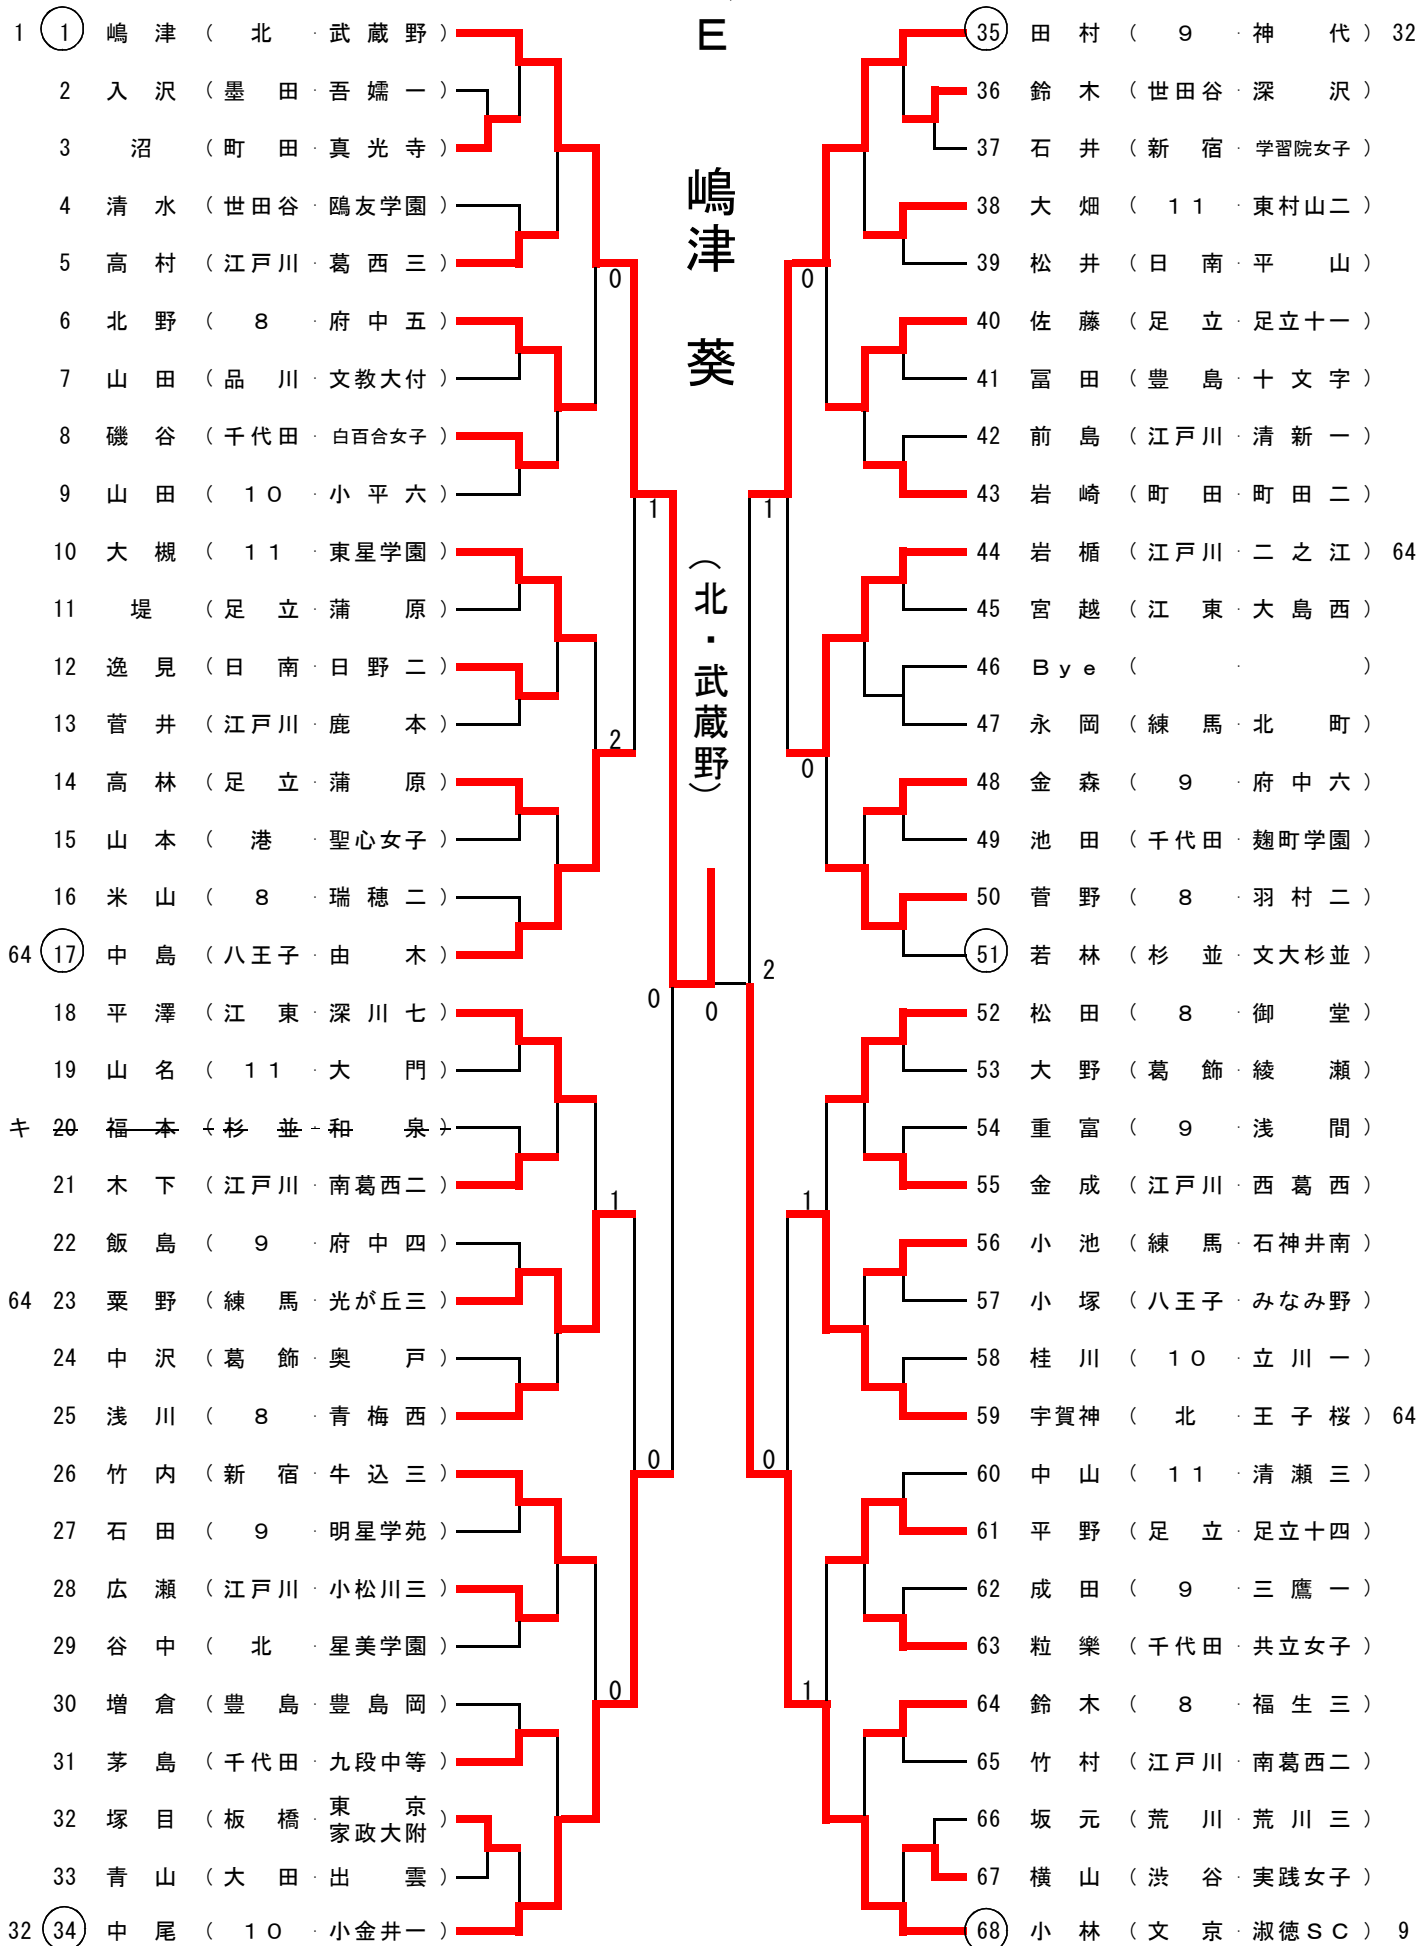 E
嶋津 葵
（北・武蔵野）
1 1 嶋 津 （ 北 ・ 武 蔵 野 ）
2 入 沢 （ 墨 田 ・ 吾 嬬 一 ）
3 沼 （ 町 田 ・ 真 光 寺 ）
4 清 水 （ 世田谷 ・ 鴎友学園 ）
5 高 村 （ 江戸川 ・ 葛 西 三 ）
6 北 野 （ 8 ・ 府 中 五 ）
7 山 田 （ 品 川 ・ 文教大付 ）
8 磯 谷 （ 千代田 ・ 白百合女子 ）
9 山 田 （ 10 ・ 小 平 六 ）
10 大 槻 （ 11 ・ 東星学園 ）
11 堤 （ 足 立 ・ 蒲 原 ）
12 逸 見 （ 日 南 ・ 日 野 二 ）
13 菅 井 （ 江戸川 ・ 鹿 本 ）
14 高 林 （ 足 立 ・ 蒲 原 ）
15 山 本 （ 港 ・ 聖心女子 ）
16 米 山 （ 8 ・ 瑞 穂 二 ）
64 17 中 島 （ 八王子 ・ 由 木 ）
18 平 澤 （ 江 東 ・ 深 川 七 ）
19 山 名 （ 11 ・ 大 門 ）
キ 20 福 本 （ 杉 並 ・ 和 泉 ）
21 木 下 （ 江戸川 ・ 南葛西二 ）
22 飯 島 （ 9 ・ 府 中 四 ）
64 23 粟 野 （ 練 馬 ・ 光が丘三 ）
24 中 沢 （ 葛 飾 ・ 奥 戸 ）
25 浅 川 （ 8 ・ 青 梅 西 ）
26 竹 内 （ 新 宿 ・ 牛 込 三 ）
27 石 田 （ 9 ・ 明星学苑 ）
28 広 瀬 （ 江戸川 ・ 小松川三 ）
29 谷 中 （ 北 ・ 星美学園 ）
30 増 倉 （ 豊 島 ・ 豊 島 岡 ）
31 茅 島 （ 千代田 ・ 九段中等 ）
32 塚 目 （ 板 橋 ・ 東 京
家政大附 ）
33 青 山 （ 大 田 ・ 出 雲 ）
32 34 中 尾 （ 10 ・ 小金井一 ）
0
2
1
1
0
0
0
0
0
0
1
2
1
1
0
35 田 村 （ 9 ・ 神 代 ） 32
36 鈴 木 （ 世田谷 ・ 深 沢 ）
37 石 井 （ 新 宿 ・ 学習院女子 ）
38 大 畑 （ 11 ・ 東村山二 ）
39 松 井 （ 日 南 ・ 平 山 ）
40 佐 藤 （ 足 立 ・ 足立十一 ）
41 冨 田 （ 豊 島 ・ 十 文 字 ）
42 前 島 （ 江戸川 ・ 清 新 一 ）
43 岩 崎 （ 町 田 ・ 町 田 二 ）
44 岩 楯 （ 江戸川 ・ 二 之 江 ） 64
45 宮 越 （ 江 東 ・ 大 島 西 ）
46 Bye （ ・ ）
47 永 岡 （ 練 馬 ・ 北 町 ）
48 金 森 （ 9 ・ 府 中 六 ）
49 池 田 （ 千代田 ・ 麹町学園 ）
50 菅 野 （ 8 ・ 羽 村 二 ）
51 若 林 （ 杉 並 ・ 文大杉並 ）
52 松 田 （ 8 ・ 御 堂 ）
53 大 野 （ 葛 飾 ・ 綾 瀬 ）
54 重 富 （ 9 ・ 浅 間 ）
55 金 成 （ 江戸川 ・ 西 葛 西 ）
56 小 池 （ 練 馬 ・ 石神井南 ）
57 小 塚 （ 八王子 ・ みなみ野 ）
58 桂 川 （ 10 ・ 立 川 一 ）
59 宇賀神 （ 北 ・ 王 子 桜 ） 64
60 中 山 （ 11 ・ 清 瀬 三 ）
61 平 野 （ 足 立 ・ 足立十四 ）
62 成 田 （ 9 ・ 三 鷹 一 ）
63 粒 樂 （ 千代田 ・ 共立女子 ）
64 鈴 木 （ 8 ・ 福 生 三 ）
65 竹 村 （ 江戸川 ・ 南葛西二 ）
66 坂 元 （ 荒 川 ・ 荒 川 三 ）
67 横 山 （ 渋 谷 ・ 実践女子 ）
68 小 林 （ 文 京 ・ 淑徳SC ） 9